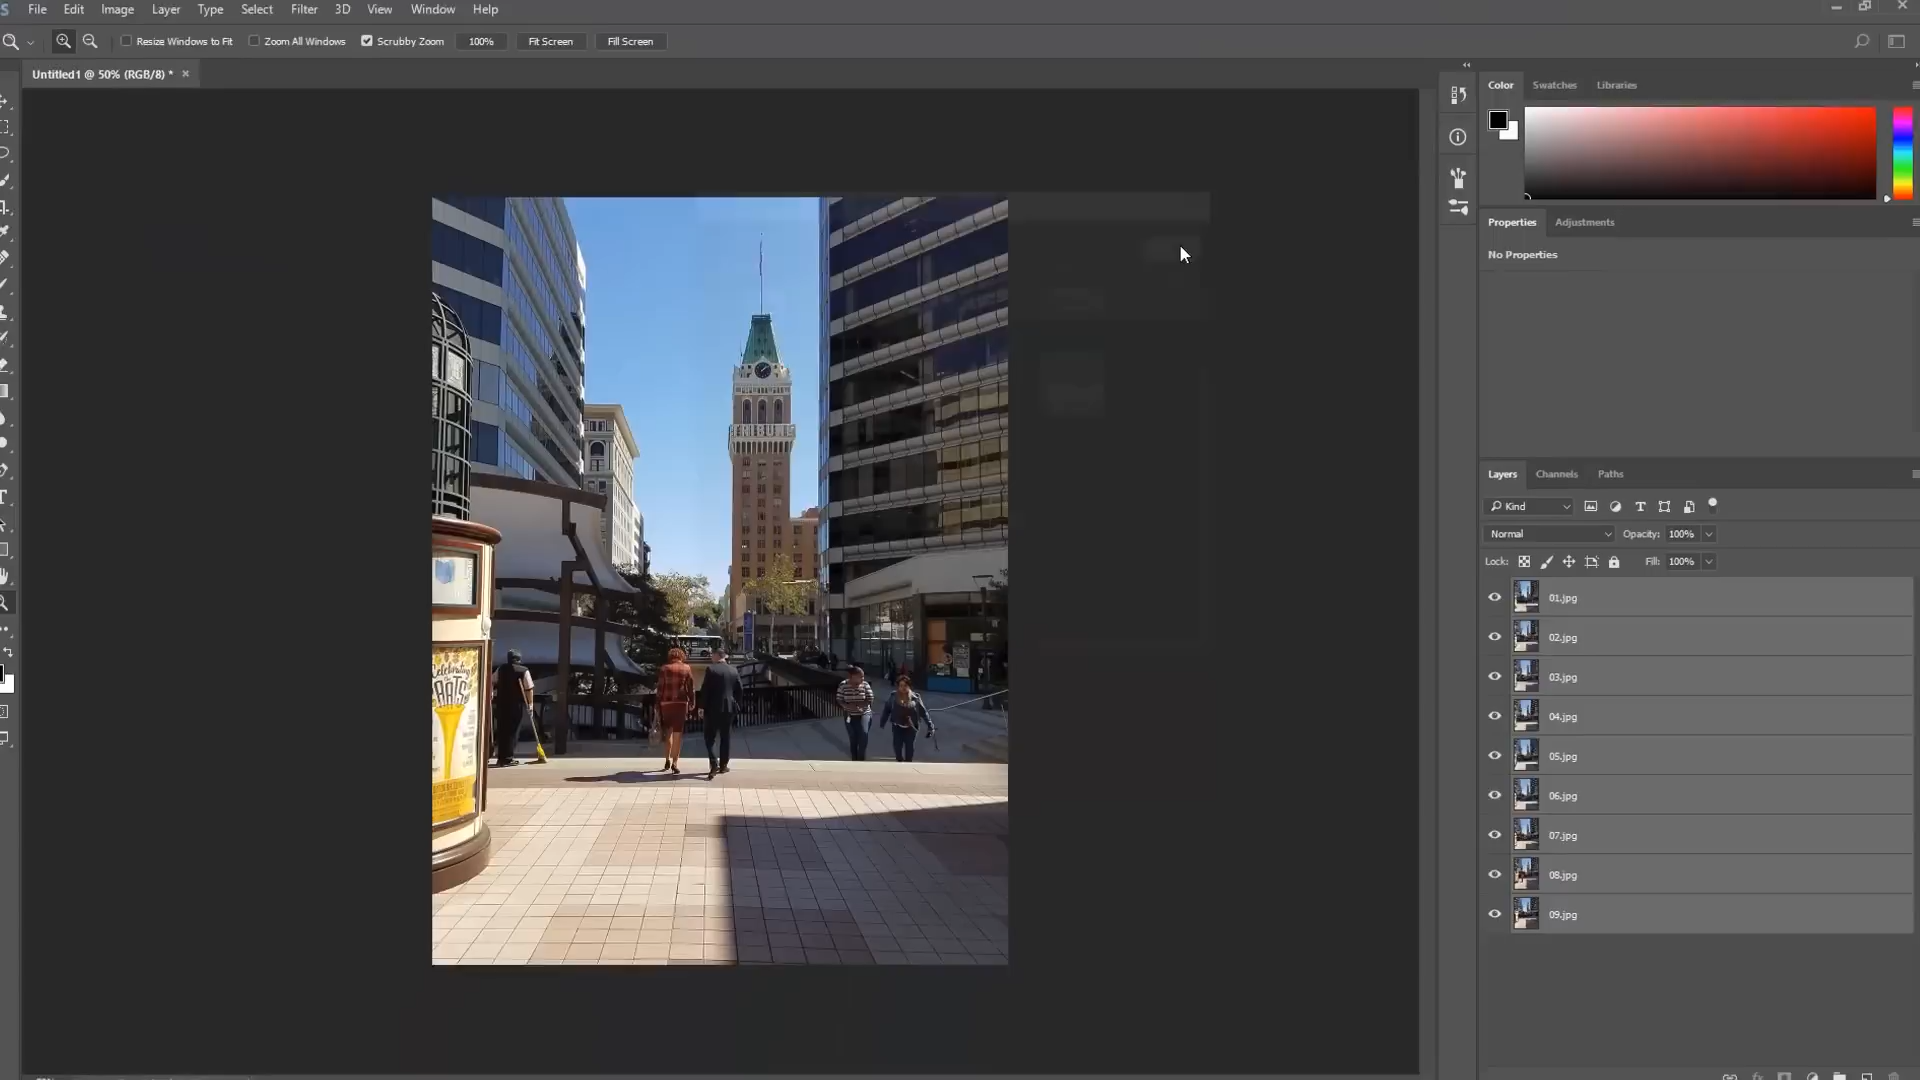 S File Edit Image Layer Type Select Filter 3D View Window Help
Resize Windows to Fit Zoom All Windows Scrubby Zoom 100% Fit Screen Fill Screen
Untitled1 @ 50% (RGB/8) * ×
Color Swatches Libraries
Properties Adjustments
No Properties
Layers Channels Paths
Kind
Normal Opacity: 100%
Lock: Fill: 100%
01.jpg
02.jpg
03.jpg
04.jpg
05.jpg
06.jpg
07.jpg
08.jpg
09.jpg
Celebrating
the
ARTS